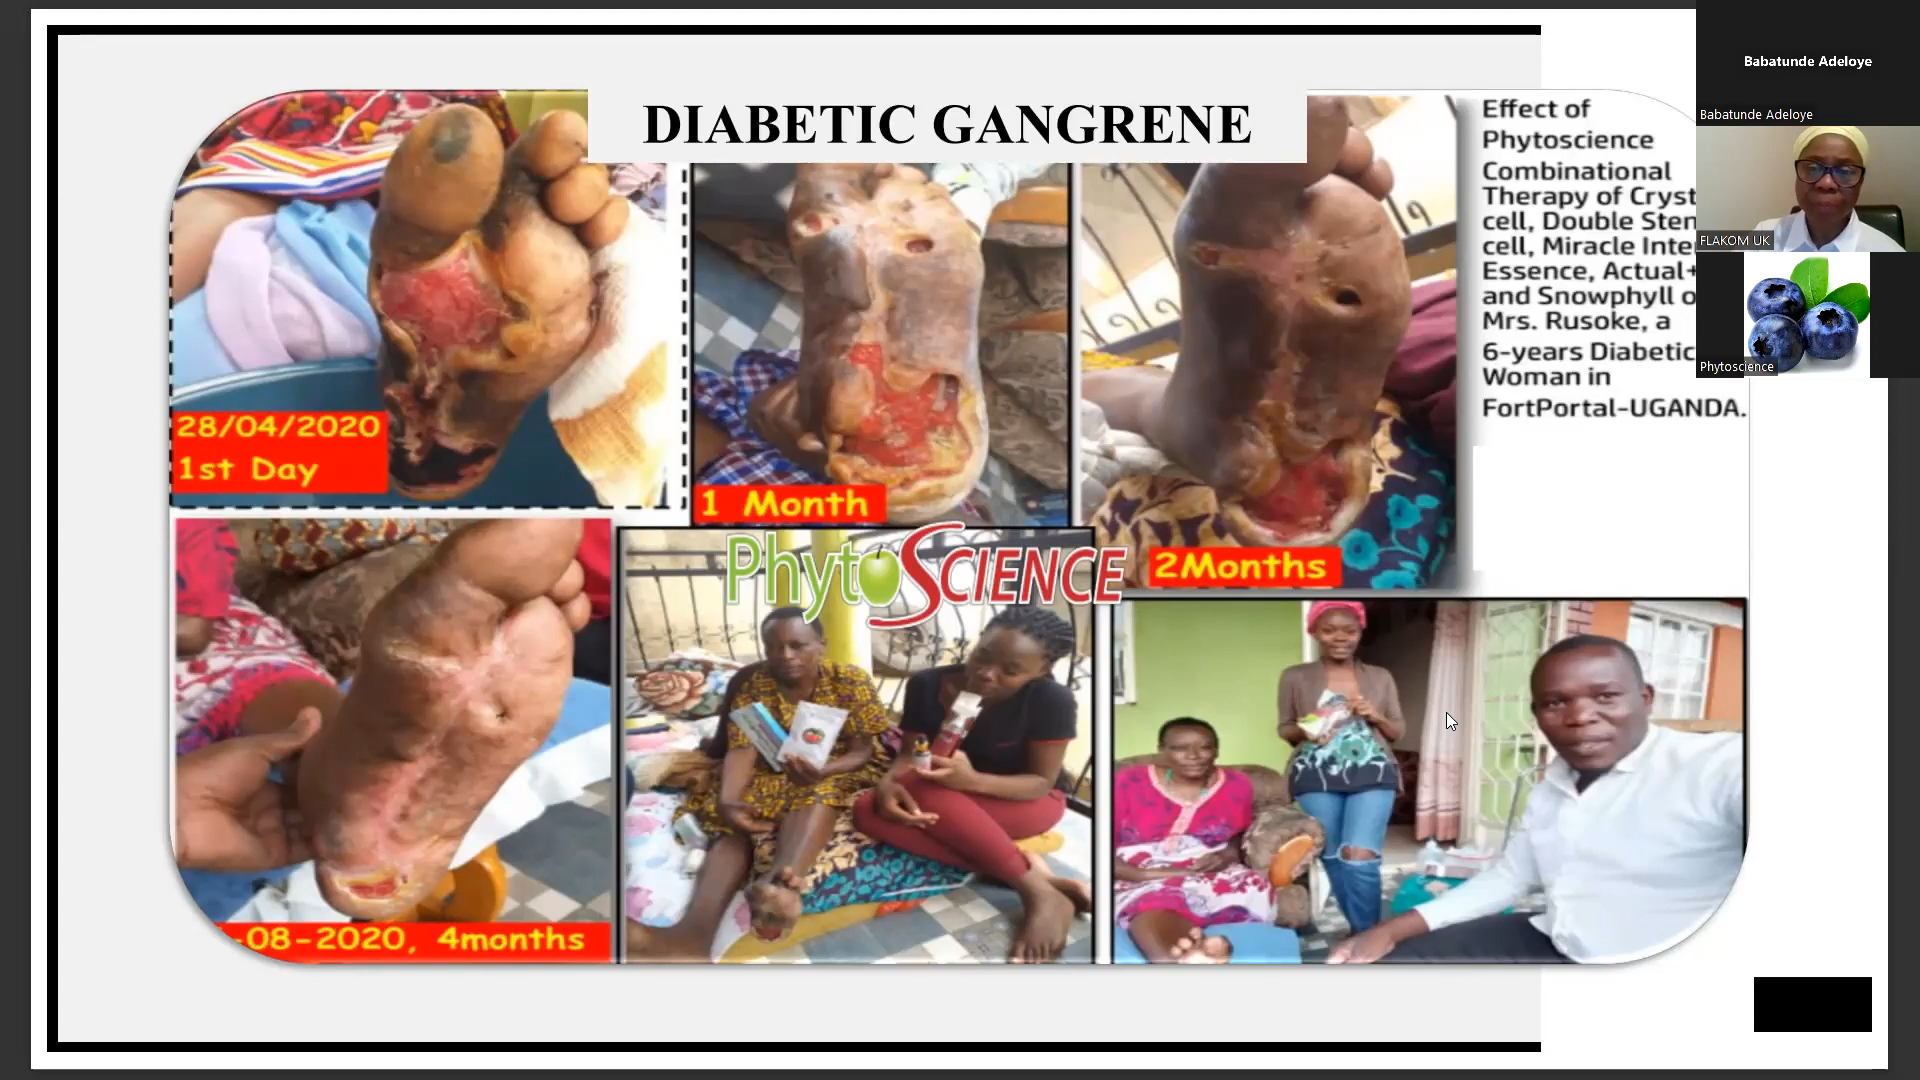 DIABETIC GANGRENE
Effect of
Phytoscience
Combinational
Therapy of Cryst
cell, Double Sten
cell, Miracle Inte
Essence, Actual+
and Snowphyll o
Mrs. Rusoke, a
6-years Diabetic
Woman in
FortPortal-UGANDA.
28/04/2020
1st Day
1 Month
2Months
PhytoSCIENCE
-08-2020, 4months
Babatunde Adeloye
Babatunde Adeloye
FLAKOM UK
Phytoscience